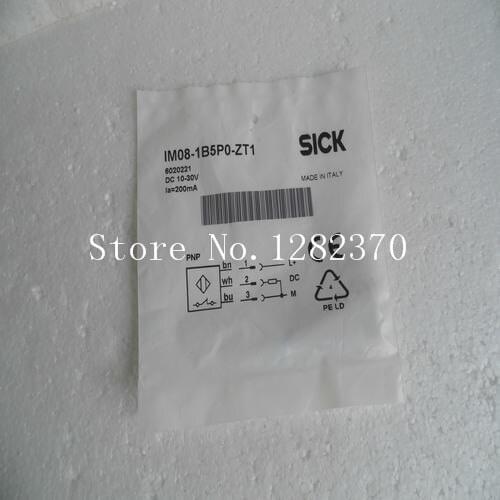 IM08-1B5P0-ZT1
SICK
6020221
DC 10-30V
Ia=200mA
MADE IN ITALY
Store No. 1282370
CE
PNP
bn 1 L+
wh 2 DC
bu 3 M
4
PE LD